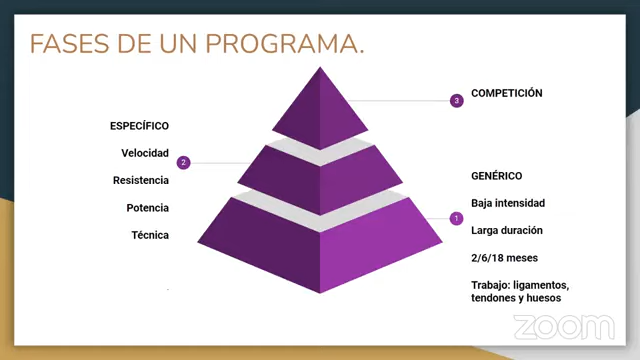 FASES DE UN PROGRAMA.
3
COMPETICIÓN
ESPECÍFICO
Velocidad
2
Resistencia
Potencia
Técnica
GENÉRICO
Baja intensidad
1
Larga duración
2/6/18 meses
Trabajo: ligamentos,
tendones y huesos
zoom